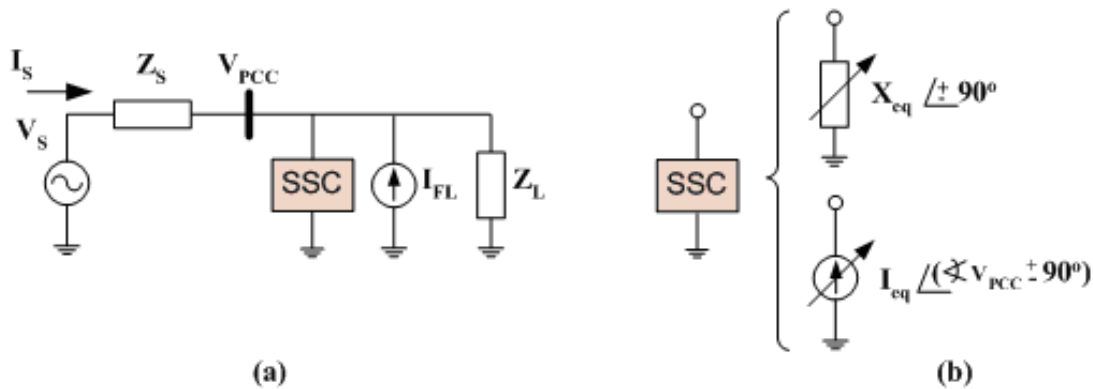 I_S
Z_S
V_PCC
V_S
SSC
I_FL
Z_L
(a)
SSC
X_eq ∠± 90°
I_eq ∠(∢ V_PCC ± 90°)
(b)